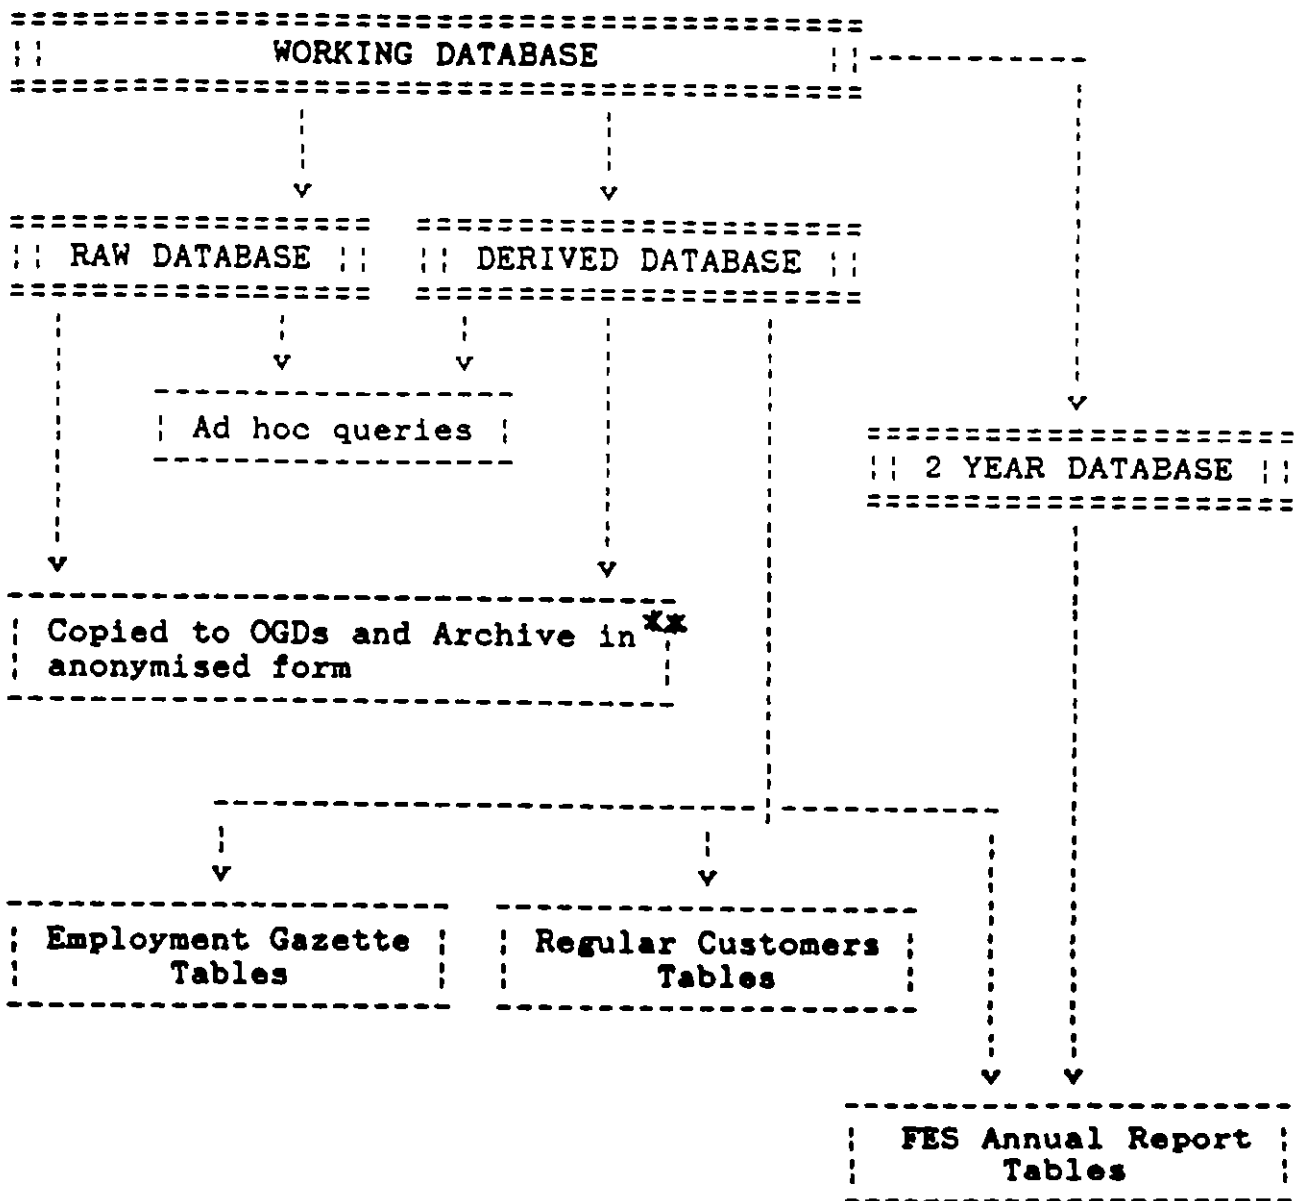 WORKING DATABASE
RAW DATABASE
DERIVED DATABASE
Ad hoc queries
2 YEAR DATABASE
Copied to OGDs and Archive in **
anonymised form
Employment Gazette
Tables
Regular Customers
Tables
FES Annual Report
Tables